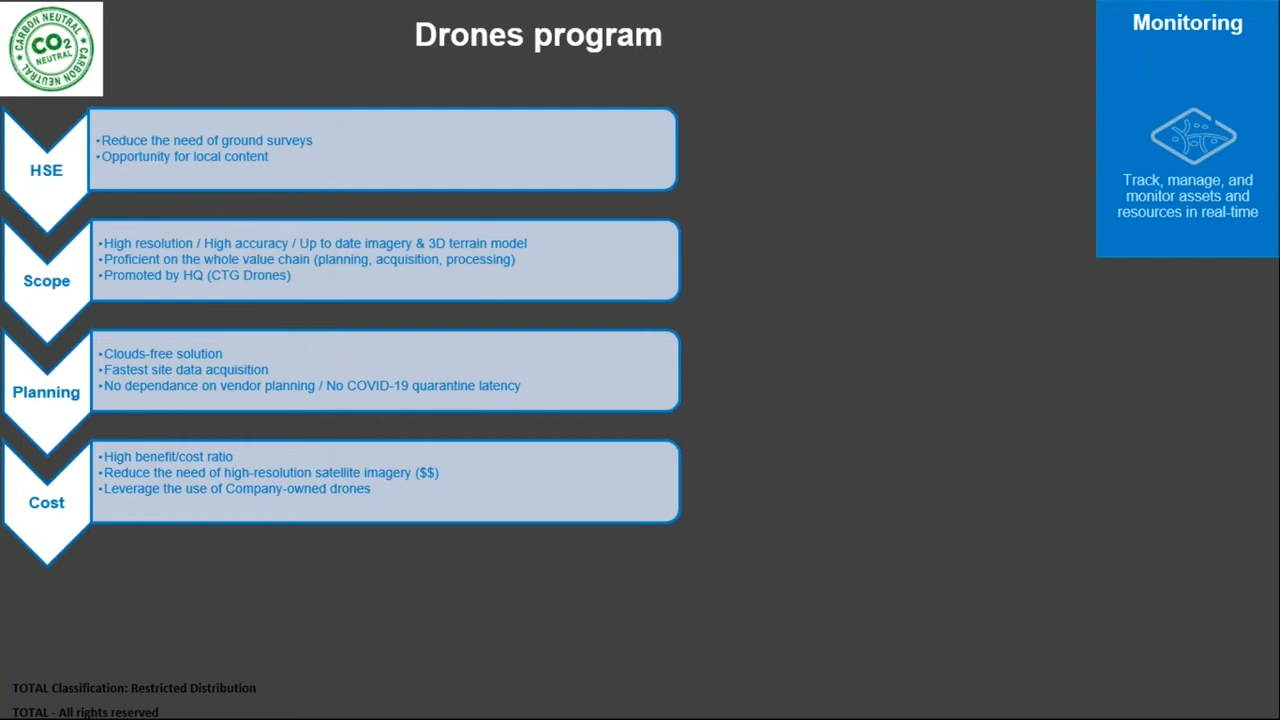 CARBON NEUTRAL
CO2
NEUTRAL
CARBON NEUTRAL
Drones program
Monitoring
Track, manage, and
monitor assets and
resources in real-time
HSE
•Reduce the need of ground surveys
•Opportunity for local content
Scope
•High resolution / High accuracy / Up to date imagery & 3D terrain model
•Proficient on the whole value chain (planning, acquisition, processing)
•Promoted by HQ (CTG Drones)
Planning
•Clouds-free solution
•Fastest site data acquisition
•No dependance on vendor planning / No COVID-19 quarantine latency
Cost
•High benefit/cost ratio
•Reduce the need of high-resolution satellite imagery ($$)
•Leverage the use of Company-owned drones
TOTAL Classification: Restricted Distribution
TOTAL - All rights reserved